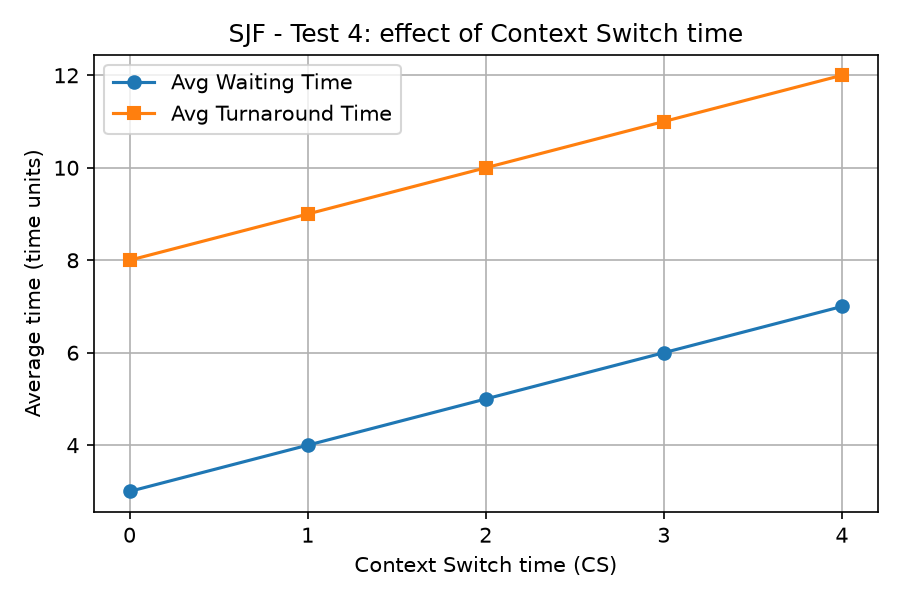 SJF - Test 4: effect of Context Switch time
Avg Waiting Time
Avg Turnaround Time
Average time (time units)
12
10
8
6
4
0 1 2 3 4
Context Switch time (CS)